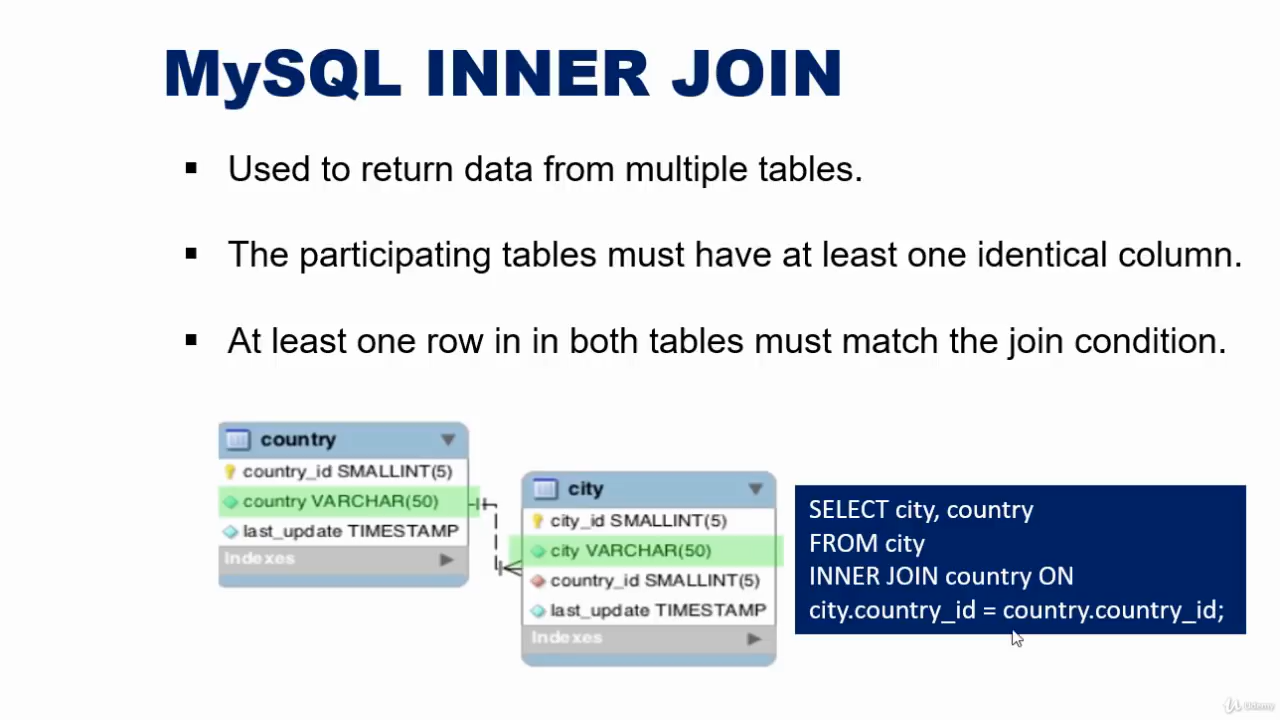 MySQL INNER JOIN
▪ Used to return data from multiple tables.
▪ The participating tables must have at least one identical column.
▪ At least one row in in both tables must match the join condition.
country
country_id SMALLINT(5)
country VARCHAR(50)
last_update TIMESTAMP
Indexes
city
city_id SMALLINT(5)
city VARCHAR(50)
country_id SMALLINT(5)
last_update TIMESTAMP
Indexes
SELECT city, country
FROM city
INNER JOIN country ON
city.country_id = country.country_id;
Udemy